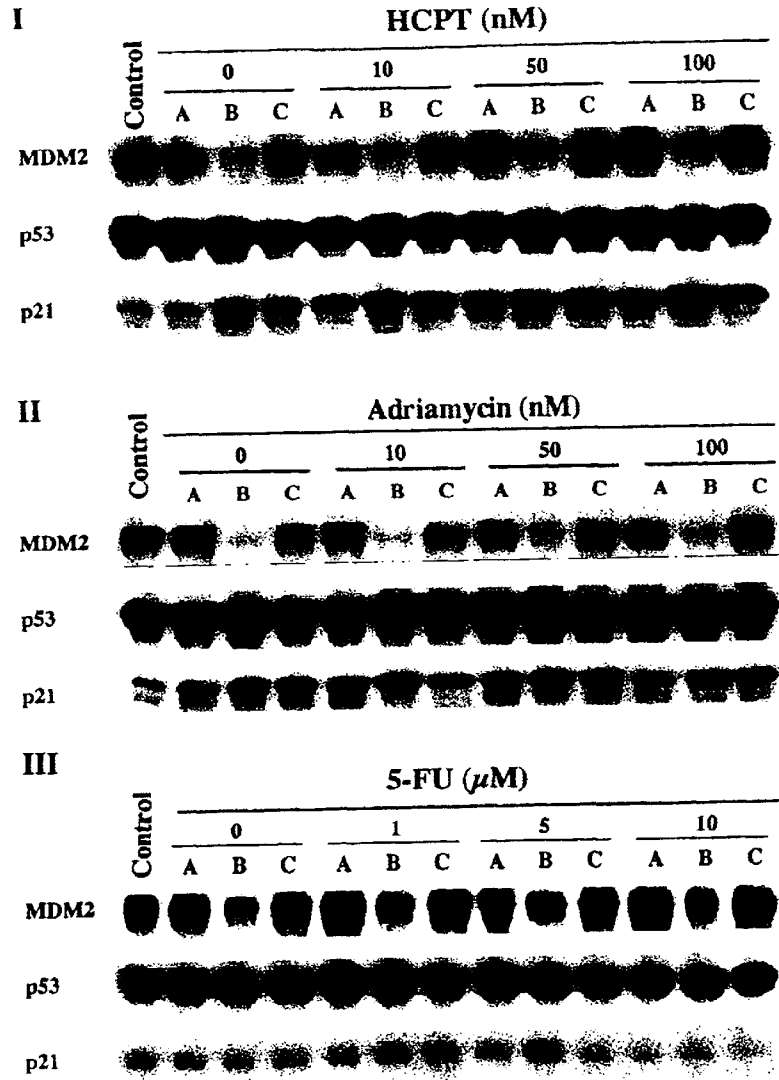 I
HCPT (nM)
Control
0 10 50 100
A B C A B C A B C A B C
MDM2
p53
p21
II
Adriamycin (nM)
Control
0 10 50 100
A B C A B C A B C A B C
MDM2
p53
p21
III
5-FU (μM)
Control
0 1 5 10
A B C A B C A B C A B C
MDM2
p53
p21